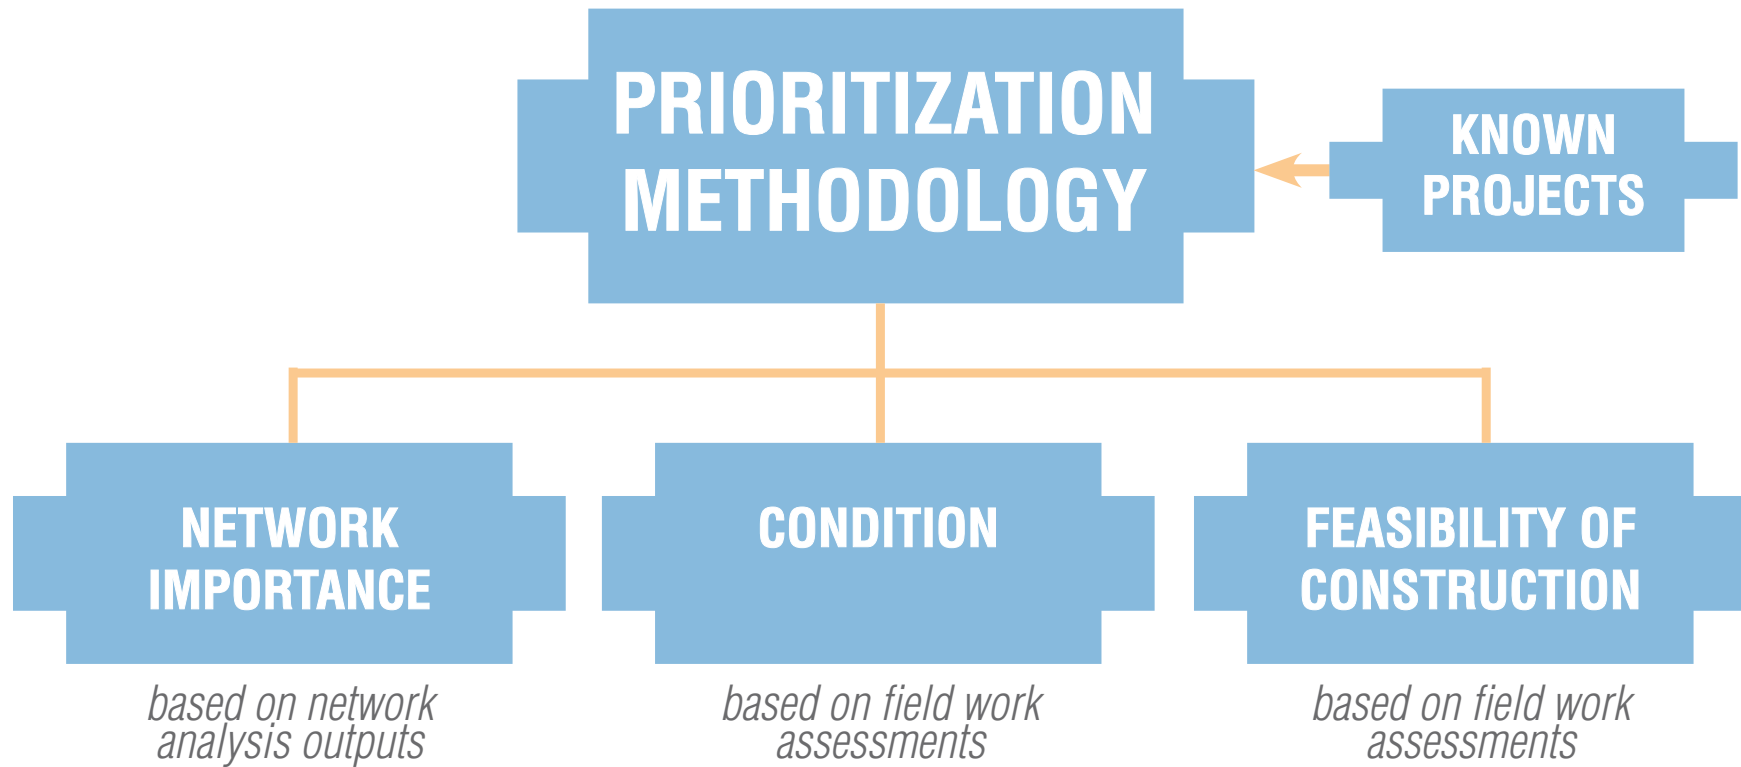 PRIORITIZATION
METHODOLOGY
KNOWN
PROJECTS
NETWORK
IMPORTANCE
based on network
analysis outputs
CONDITION
based on field work
assessments
FEASIBILITY OF
CONSTRUCTION
based on field work
assessments